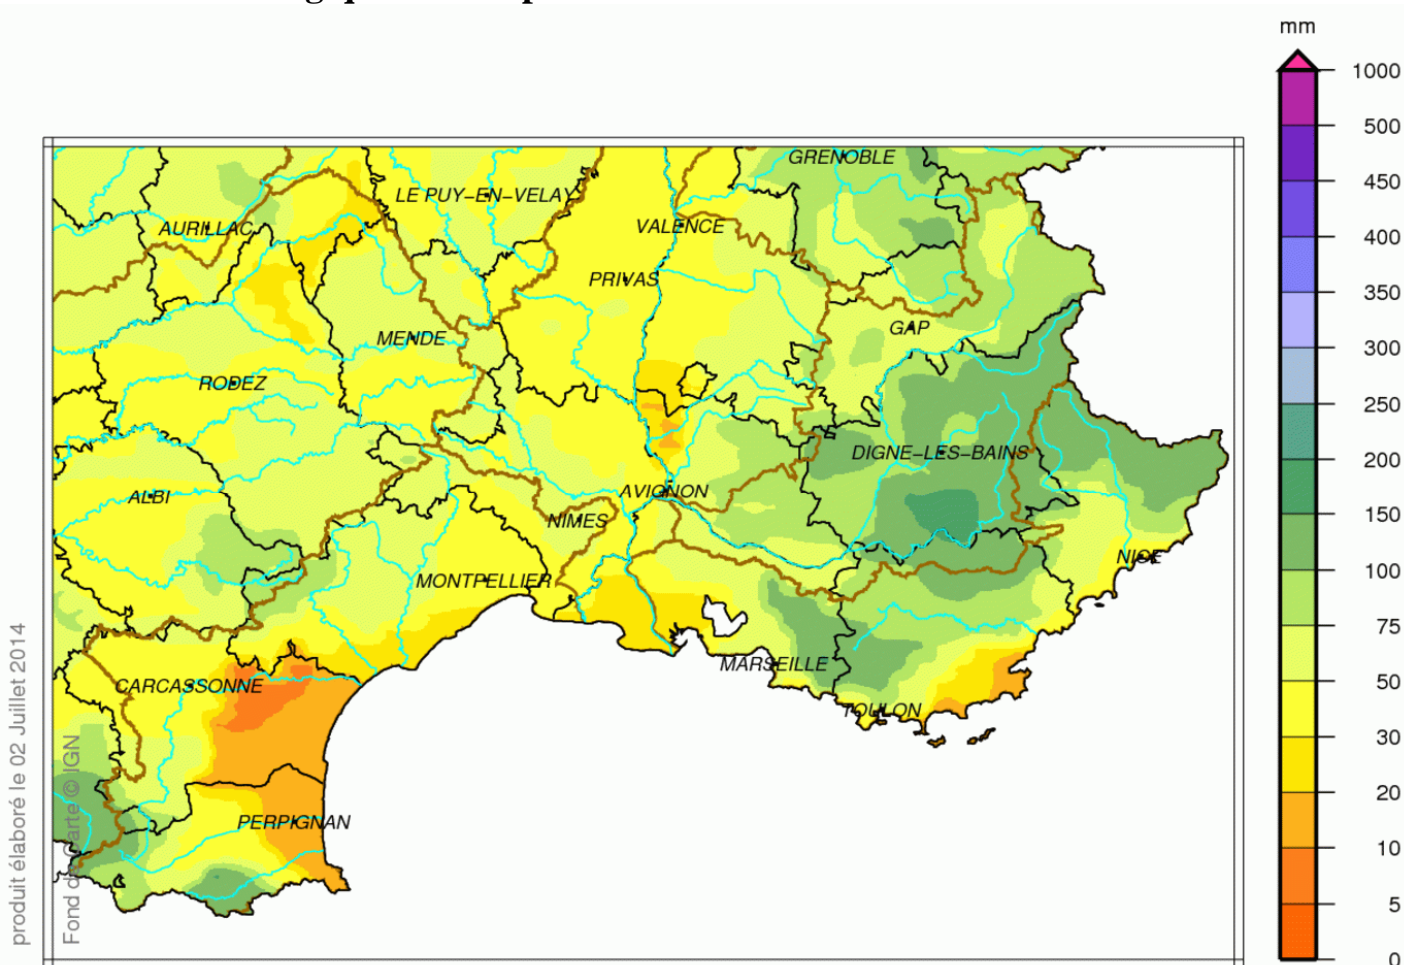 mm
1000
500
450
400
350
300
250
200
150
100
75
50
30
20
10
5
0
GRENOBLE
LE PUY-EN-VELAY
AURILLAC
VALENCE
PRIVAS
GAP
MENDE
RODEZ
DIGNE-LES-BAINS
AVIGNON
ALBI
NIMES
NICE
MONTPELLIER
MARSEILLE
CARCASSONNE
TOULON
PERPIGNAN
produit élaboré le 02 Juillet 2014
Fond de carte © IGN